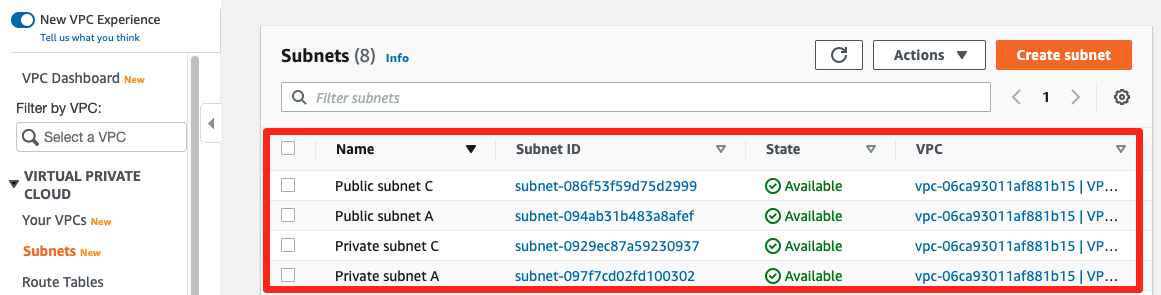 New VPC Experience
Tell us what you think
VPC Dashboard New
Filter by VPC:
Select a VPC
VIRTUAL PRIVATE
CLOUD
Your VPCs New
Subnets New
Route Tables
Subnets (8) Info
Actions
Create subnet
Filter subnets
1
Name Subnet ID State VPC
Public subnet C subnet-086f53f59d75d2999 Available vpc-06ca93011af881b15 | VP...
Public subnet A subnet-094ab31b483a8afef Available vpc-06ca93011af881b15 | VP...
Private subnet C subnet-0929ec87a59230937 Available vpc-06ca93011af881b15 | VP...
Private subnet A subnet-097f7cd02fd100302 Available vpc-06ca93011af881b15 | VP...